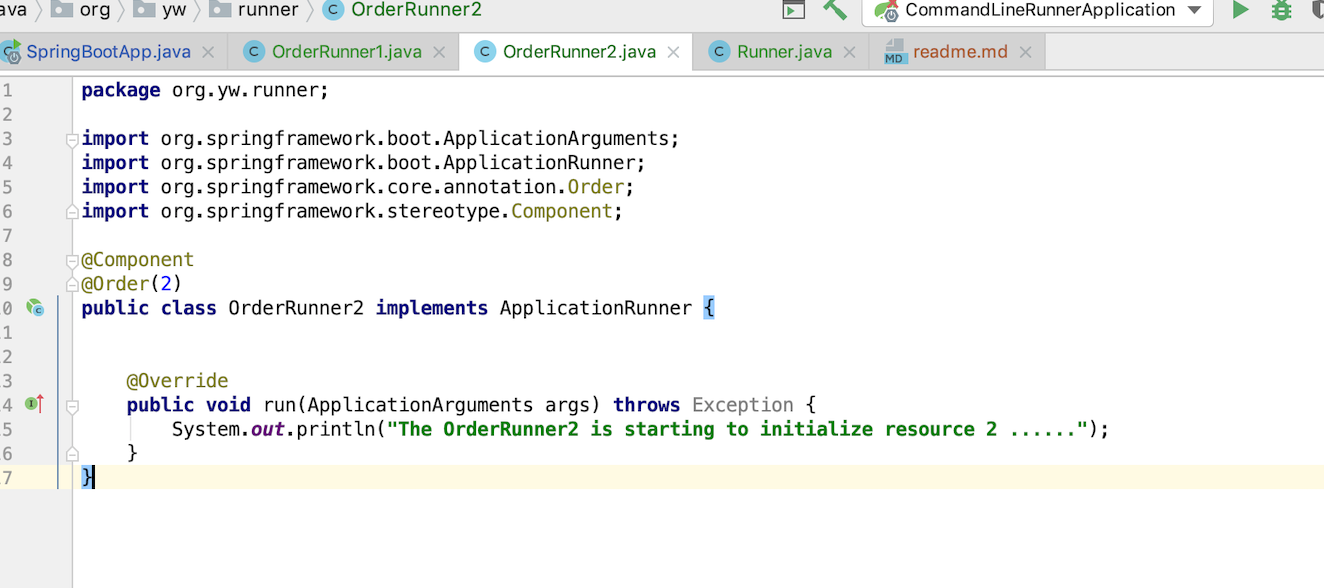 ava org yw runner C OrderRunner2 CommandLineRunnerApplication
C SpringBootApp.java C OrderRunner1.java C OrderRunner2.java C Runner.java MD readme.md
1 package org.yw.runner;
2
3 import org.springframework.boot.ApplicationArguments;
4 import org.springframework.boot.ApplicationRunner;
5 import org.springframework.core.annotation.Order;
6 import org.springframework.stereotype.Component;
7
8 @Component
9 @Order(2)
0 public class OrderRunner2 implements ApplicationRunner {
1
2
3 @Override
4 public void run(ApplicationArguments args) throws Exception {
5 System.out.println("The OrderRunner2 is starting to initialize resource 2 ......");
6 }
7 }